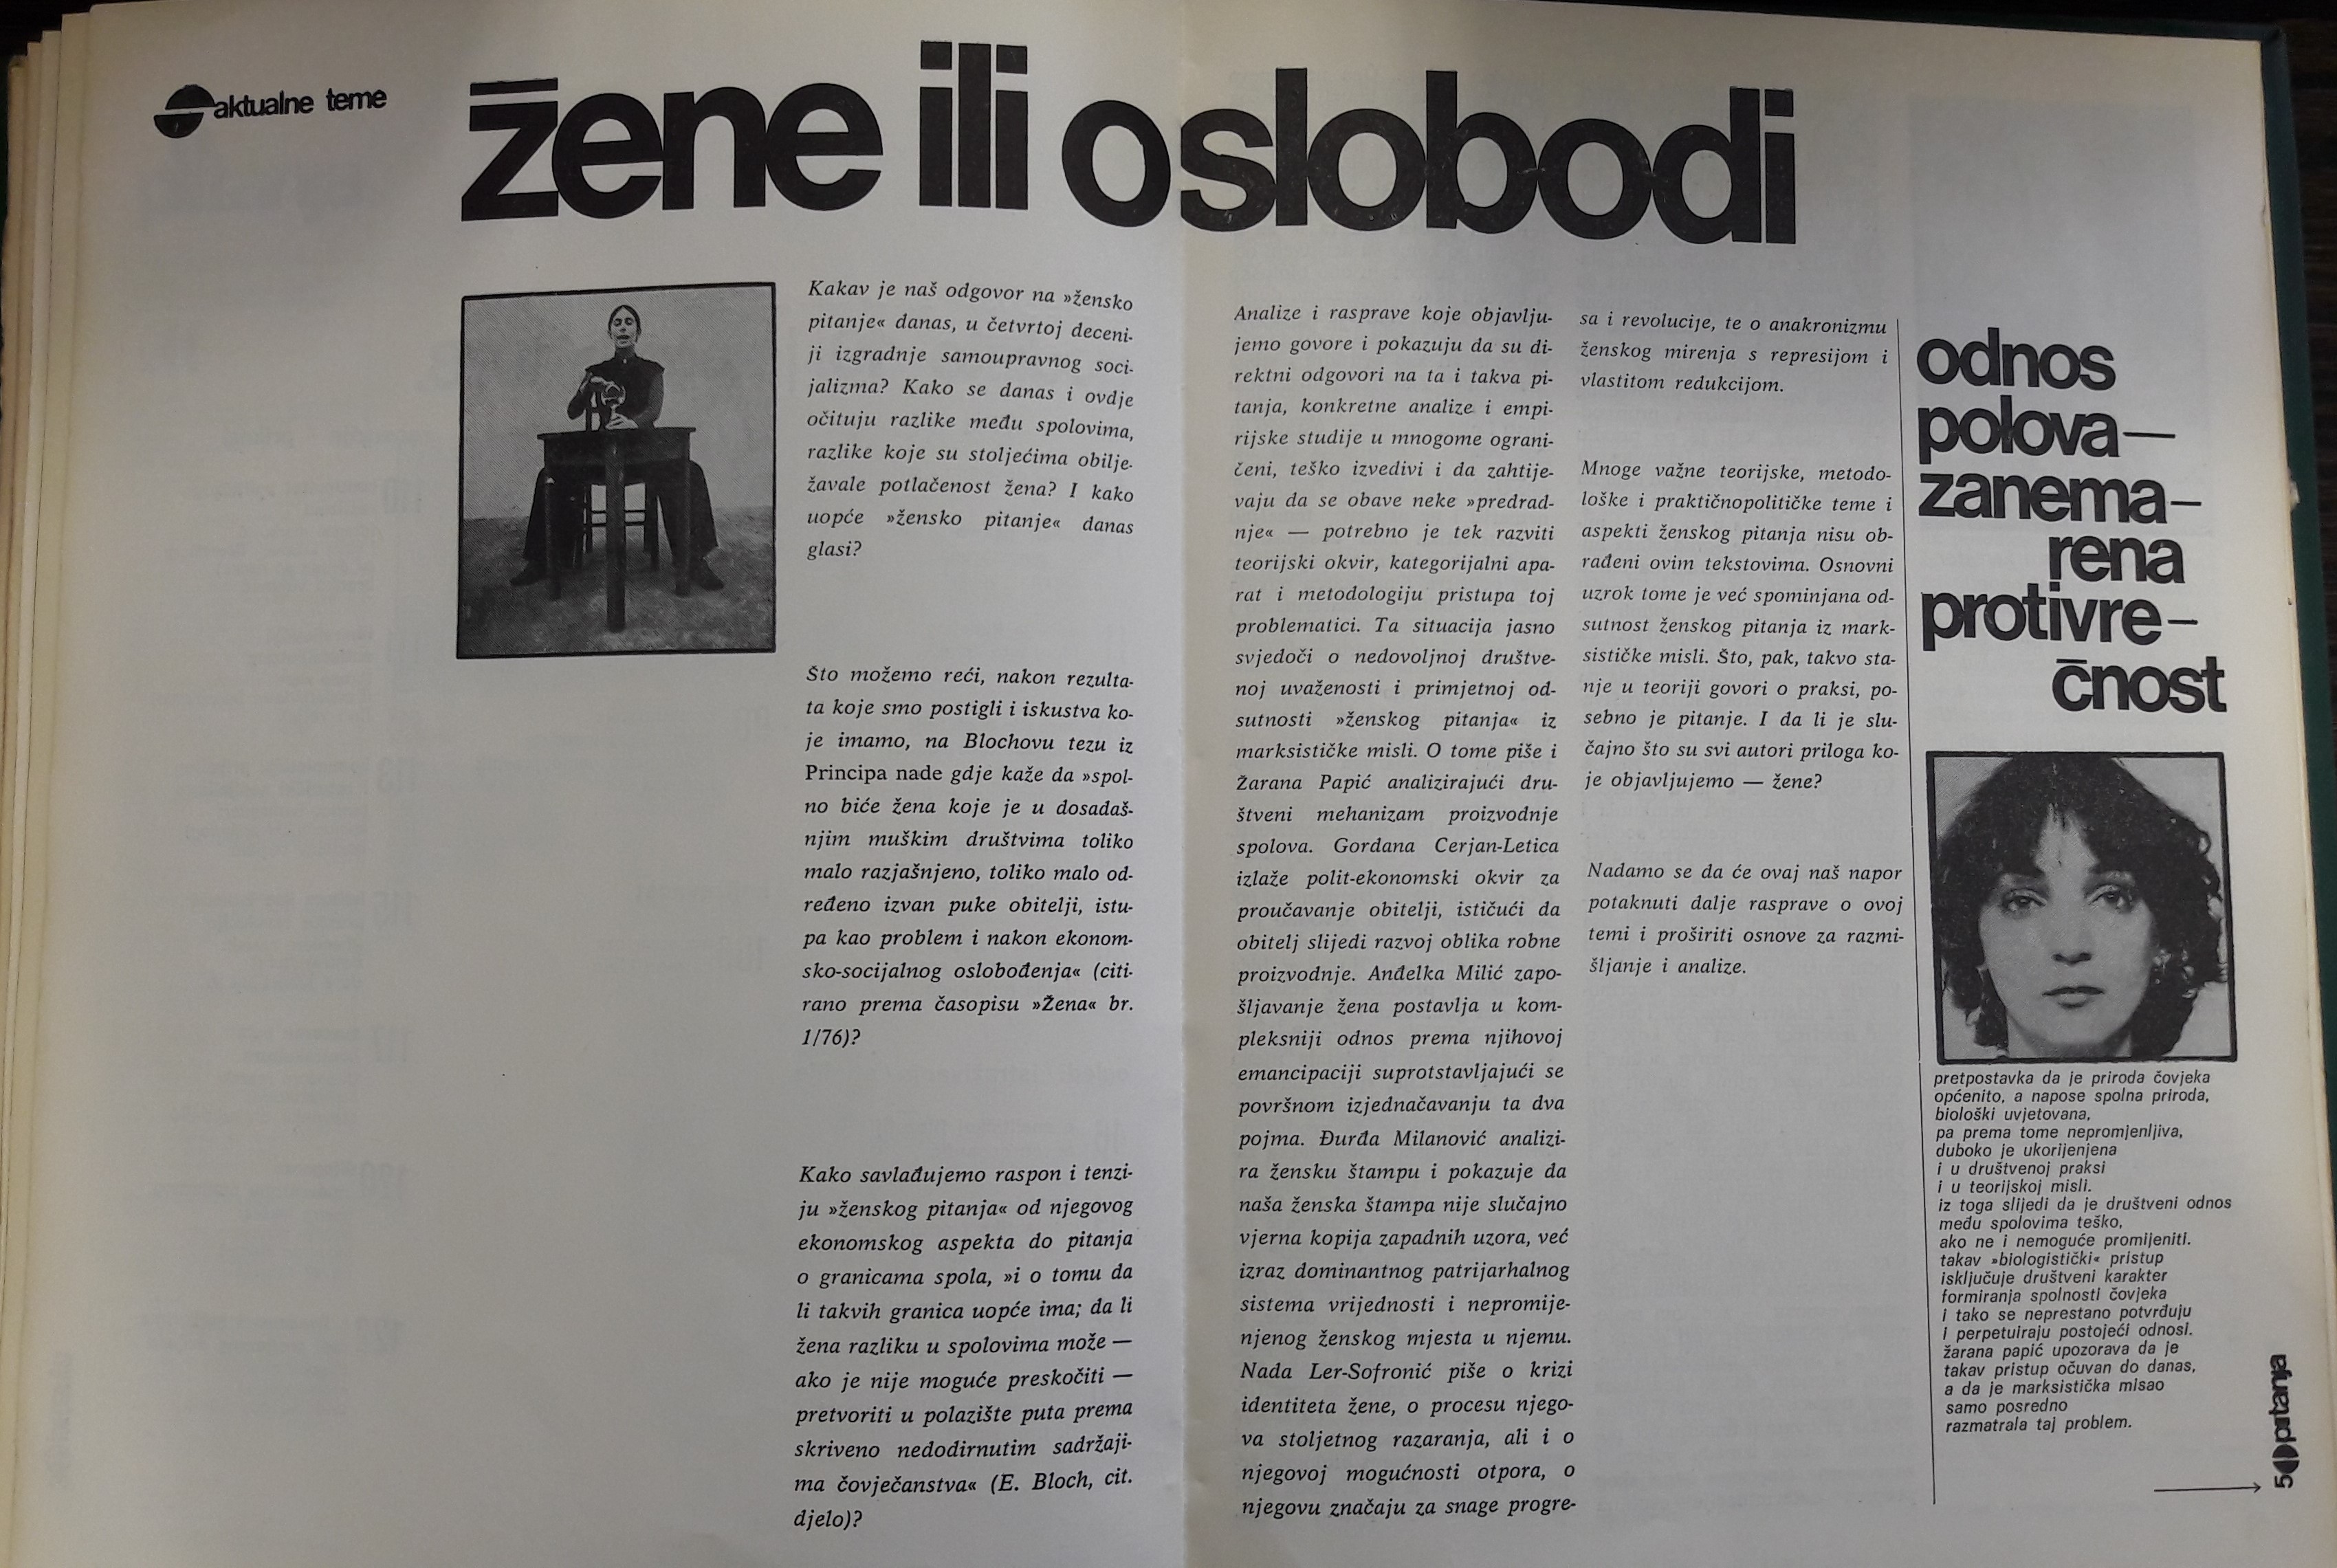 aktualne teme
žene ili o slobodi
Kakav je naš odgovor na »žensko
pitanje« danas, u četvrtoj deceni-
ji izgradnje samoupravnog soci-
jalizma? Kako se danas i ovdje
očituju razlike među spolovima,
razlike koje su stoljećima obilje-
žavale potlačenost žena? I kako
uopće »žensko pitanje« danas
glasi?
Što možemo reći, nakon rezulta-
ta koje smo postigli i iskustva ko-
je imamo, na Blochovu tezu iz
Principa nade gdje kaže da »spol-
no biće žena koje je u dosadaš-
njim muškim društvima toliko
malo razjašnjeno, toliko malo od-
ređeno izvan puke obitelji, istu-
pa kao problem i nakon ekonom-
sko-socijalnog oslobođenja« (citi-
rano prema časopisu »Žena« br.
1/76)?
Kako savlađujemo raspon i tenzi-
ju »ženskog pitanja« od njegovog
ekonomskog aspekta do pitanja
o granicama spola, »i o tomu da
li takvih granica uopće ima; da li
žena razliku u spolovima može —
ako je nije moguće preskočiti —
pretvoriti u polazište puta prema
skriveno nedodirnutim sadržaji-
ma čovječanstva« (E. Bloch, cit.
djelo)?
Analize i rasprave koje objavlju-
jemo govore i pokazuju da su di-
rektni odgovori na ta i takva pi-
tanja, konkretne analize i empi-
rijske studije u mnogome ograni-
čeni, teško izvedivi i da zahtije-
vaju da se obave neke »predrad-
nje« — potrebno je tek razviti
teorijski okvir, kategorijalni apa-
rat i metodologiju pristupa toj
problematici. Ta situacija jasno
svjedoči o nedovoljnoj društve-
noj uvaženosti i primjetnoj od-
sutnosti »ženskog pitanja« iz
marksističke misli. O tome piše i
Žarana Papić analizirajući dru-
štveni mehanizam proizvodnje
spolova. Gordana Cerjan-Letica
izlaže polit-ekonomski okvir za
proučavanje obitelji, ističući da
obitelj slijedi razvoj oblika robne
proizvodnje. Anđelka Milić zapo-
šljavanje žena postavlja u kom-
pleksniji odnos prema njihovoj
emancipaciji suprotstavljajući se
površnom izjednačavanju ta dva
pojma. Đurđa Milanović analizi-
ra žensku štampu i pokazuje da
naša ženska štampa nije slučajno
vjerna kopija zapadnih uzora, već
izraz dominantnog patrijarhalnog
sistema vrijednosti i nepromije-
njenog ženskog mjesta u njemu.
Nada Ler-Sofronić piše o krizi
identiteta žene, o procesu njego-
va stoljetnog razaranja, ali i o
njegovoj mogućnosti otpora, o
njegovu značaju za snage progre-
sa i revolucije, te o anakronizmu
ženskog mirenja s represijom i
vlastitom redukcijom.
Mnoge važne teorijske, metodo-
loške i praktičnopolitičke teme i
aspekti ženskog pitanja nisu ob-
rađeni ovim tekstovima. Osnovni
uzrok tome je već spominjana od-
sutnost ženskog pitanja iz mark-
sističke misli. Što, pak, takvo sta-
nje u teoriji govori o praksi, po-
sebno je pitanje. I da li je slu-
čajno što su svi autori priloga ko-
je objavljujemo — žene?
Nadamo se da će ovaj naš napor
potaknuti dalje rasprave o ovoj
temi i proširiti osnove za razmi-
šljanje i analize.
odnos
polova—
zanema—
rena
protivre—
čnost
pretpostavka da je priroda čovjeka
općenito, a napose spolna priroda,
biološki uvjetovana,
pa prema tome nepromjenljiva,
duboko je ukorijenjena
i u društvenoj praksi
i u teorijskoj misli.
iz toga slijedi da je društveni odnos
među spolovima teško,
ako ne i nemoguće promijeniti.
takav »biologistički« pristup
isključuje društveni karakter
formiranja spolnosti čovjeka
i tako se neprestano potvrđuju
i perpetuiraju postojeći odnosi.
žarana papić upozorava da je
takav pristup očuvan do danas,
a da je marksistička misao
samo posredno
razmatrala taj problem.
5 pitanja